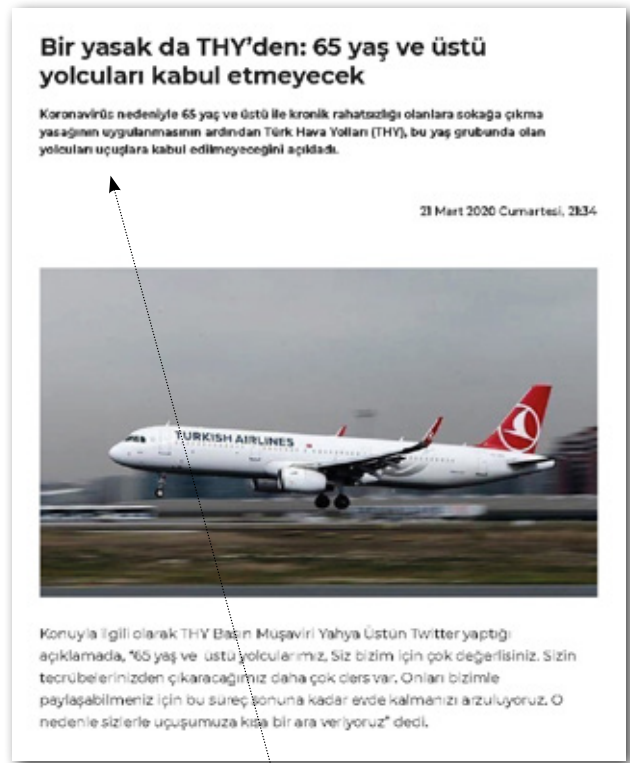 Bir yasak da THY’den: 65 yaş ve üstü
yolcuları kabul etmeyecek
Koronavirüs nedeniyle 65 yaş ve üstü ile kronik rahatsızlığı olanlara sokağa çıkma
yasağının uygulanmasının ardından Türk Hava Yolları (THY), bu yaş grubunda olan
yolcuları uçuşlara kabul edilmeyeceğini açıkladı.
21 Mart 2020 Cumartesi, 21:34
TURKISH AIRLINES
Konuyla ilgili olarak THY Basın Müşaviri Yahya Üstün Twitter yaptığı
açıklamada, "65 yaş ve üstü yolcularımız, Siz bizim için çok değerlisiniz. Sizin
tecrübelerinizden çıkaracağımız daha çok ders var. Onları bizimle
paylaşabilmeniz için bu süreç sonuna kadar evde kalmanızı arzuluyoruz. O
nedenle sizlerle uçuşumuza kısa bir ara veriyoruz" dedi.